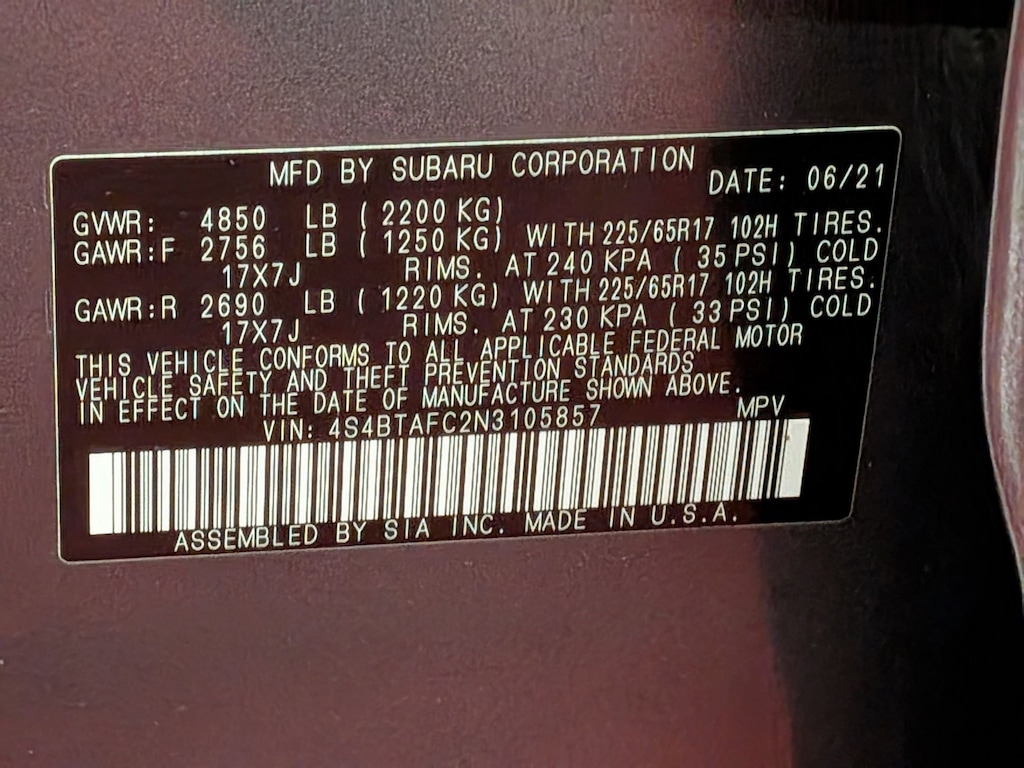 MFD BY SUBARU CORPORATION DATE: 06/21
GVWR: 4850 LB ( 2200 KG)
GAWR:F 2756 LB ( 1250 KG) WITH 225/65R17 102H TIRES.
17X7J RIMS. AT 240 KPA ( 35 PSI) COLD
GAWR:R 2690 LB ( 1220 KG) WITH 225/65R17 102H TIRES.
17X7J RIMS. AT 230 KPA ( 33 PSI) COLD
THIS VEHICLE CONFORMS TO ALL APPLICABLE FEDERAL MOTOR
VEHICLE SAFETY AND THEFT PREVENTION STANDARDS
IN EFFECT ON THE DATE OF MANUFACTURE SHOWN ABOVE.
VIN: 4S4BTAFC2N3105857 MPV
ASSEMBLED BY SIA INC. MADE IN U.S.A.